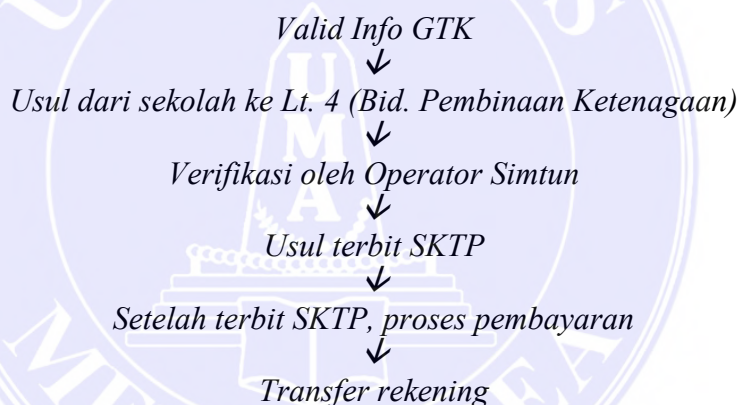 Valid Info GTK
↓
Usul dari sekolah ke Lt. 4 (Bid. Pembinaan Ketenagaan)
↓
Verifikasi oleh Operator Simtun
↓
Usul terbit SKTP
↓
Setelah terbit SKTP, proses pembayaran
↓
Transfer rekening
UMA